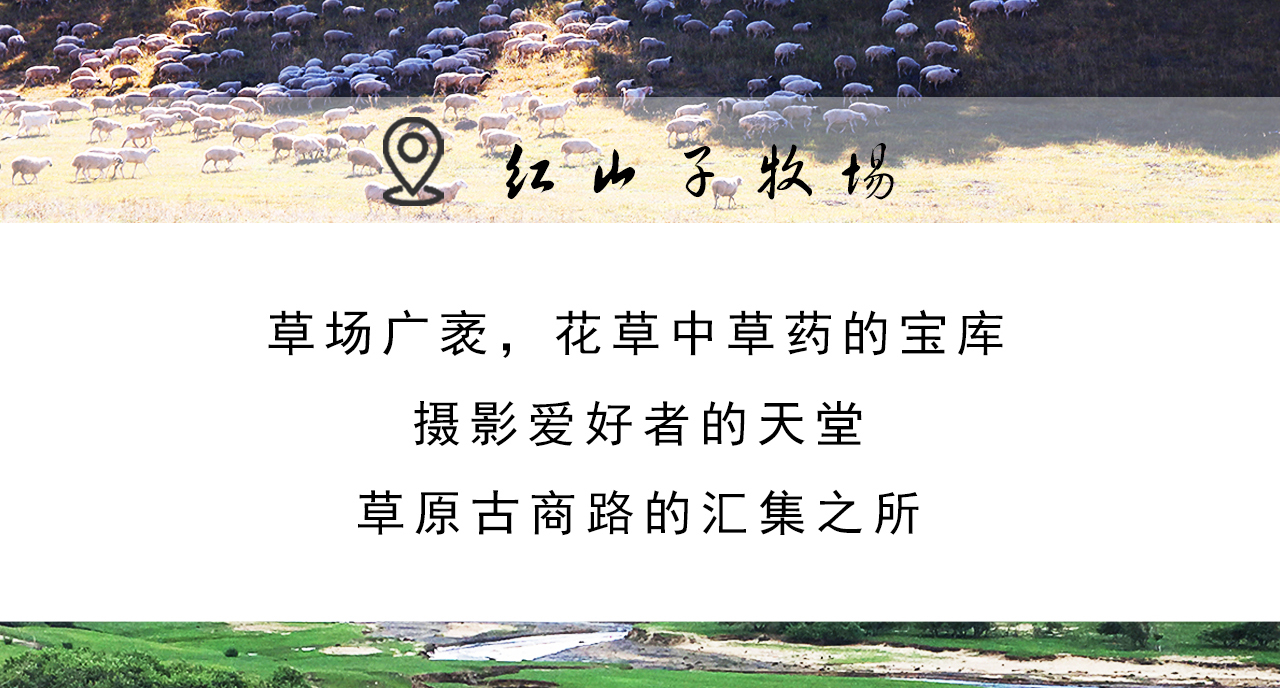 红山子牧場
草场广袤，花草中草药的宝库
摄影爱好者的天堂
草原古商路的汇集之所